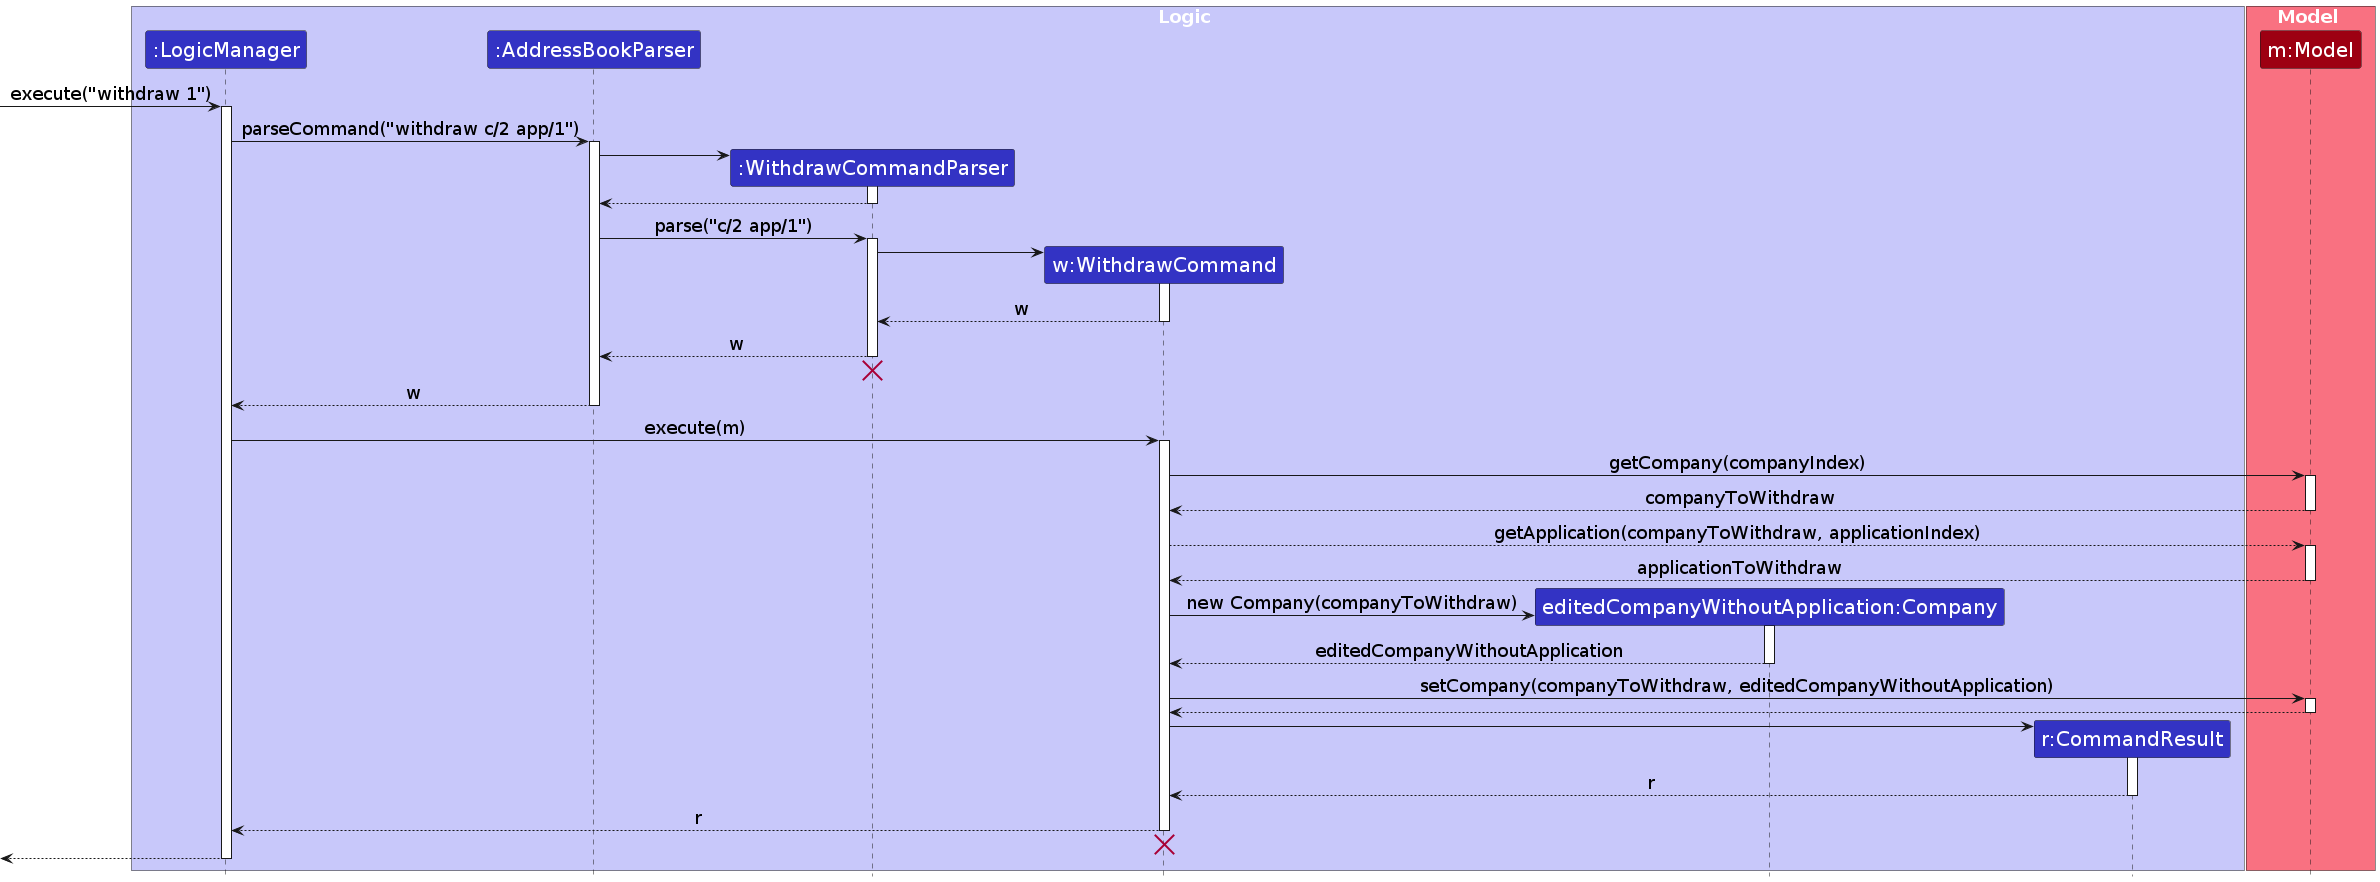 Logic
Model
:LogicManager
:AddressBookParser
m:Model
execute("withdraw 1")
parseCommand("withdraw c/2 app/1")
:WithdrawCommandParser
parse("c/2 app/1")
w:WithdrawCommand
w
w
w
execute(m)
getCompany(companyIndex)
companyToWithdraw
getApplication(companyToWithdraw, applicationIndex)
applicationToWithdraw
new Company(companyToWithdraw)
editedCompanyWithoutApplication:Company
editedCompanyWithoutApplication
setCompany(companyToWithdraw, editedCompanyWithoutApplication)
r:CommandResult
r
r